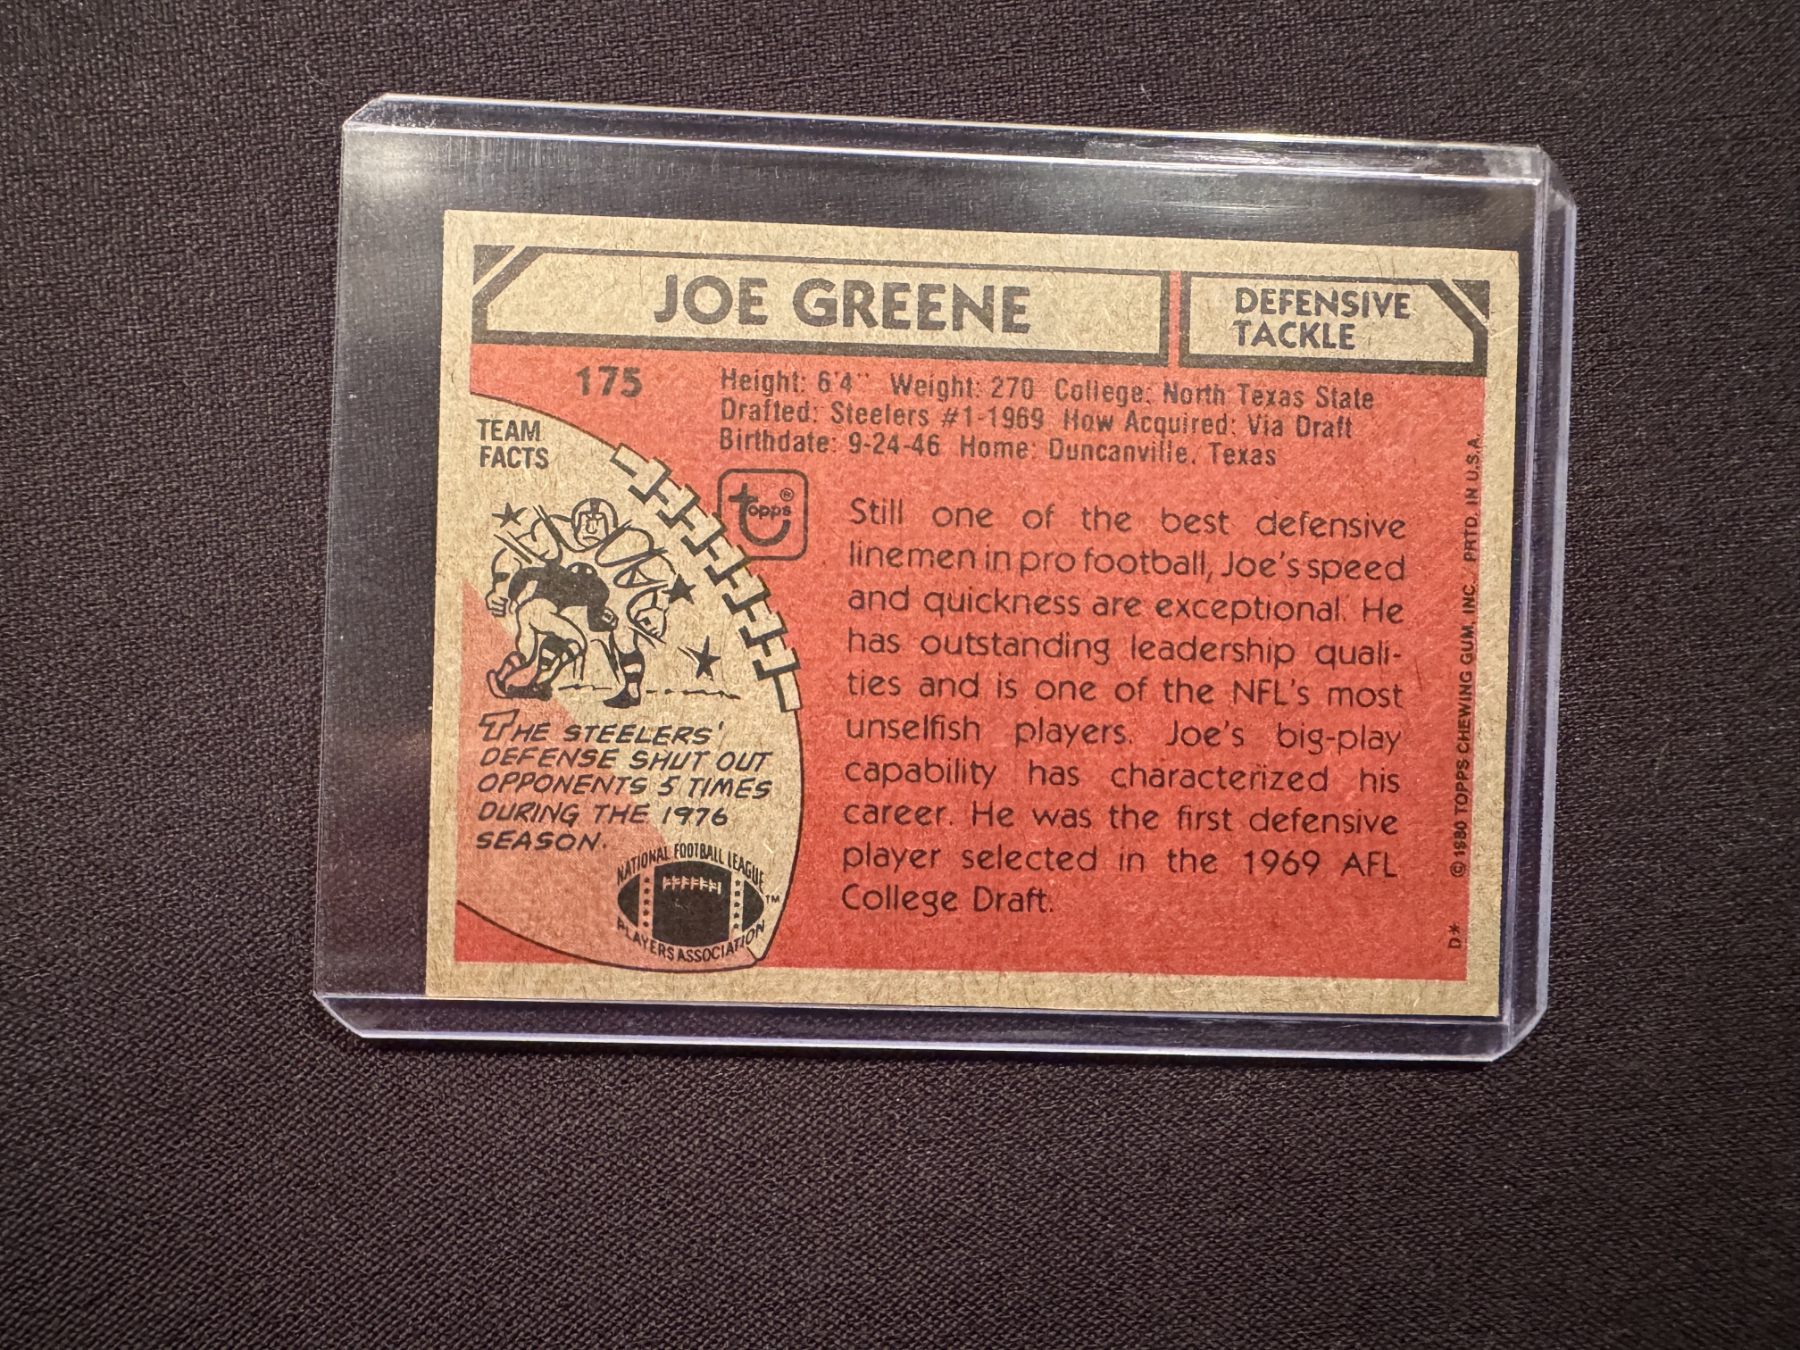 JOE GREENE
DEFENSIVE
TACKLE
175
Height: 6'4" Weight: 270 College: North Texas State
Drafted: Steelers #1-1969 How Acquired: Via Draft
Birthdate: 9-24-46 Home: Duncanville, Texas
TEAM
FACTS
THE STEELERS'
DEFENSE SHUT OUT
OPPONENTS 5 TIMES
DURING THE 1976
SEASON.
NATIONAL FOOTBALL LEAGUE
PLAYERS ASSOCIATION
TM
topps®
Still one of the best defensive
linemen in pro football, Joe's speed
and quickness are exceptional. He
has outstanding leadership quali-
ties and is one of the NFL's most
unselfish players. Joe's big-play
capability has characterized his
career. He was the first defensive
player selected in the 1969 AFL
College Draft.
D* © 1980 TOPPS CHEWING GUM, INC. PRTD. IN U.S.A.